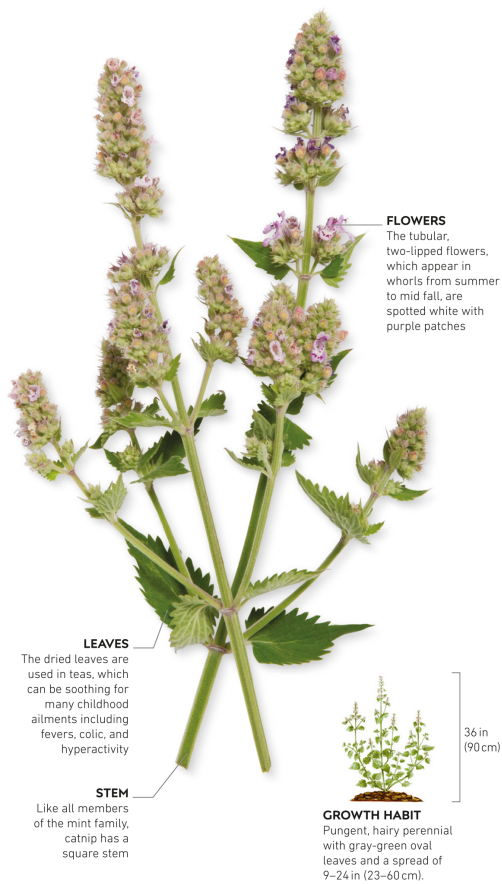 FLOWERS
The tubular,
two-lipped flowers,
which appear in
whorls from summer
to mid fall, are
spotted white with
purple patches
LEAVES
The dried leaves are
used in teas, which
can be soothing for
many childhood
ailments including
fevers, colic, and
hyperactivity
STEM
Like all members
of the mint family,
catnip has a
square stem
36 in
(90 cm)
GROWTH HABIT
Pungent, hairy perennial
with gray-green oval
leaves and a spread of
9–24 in (23–60 cm).